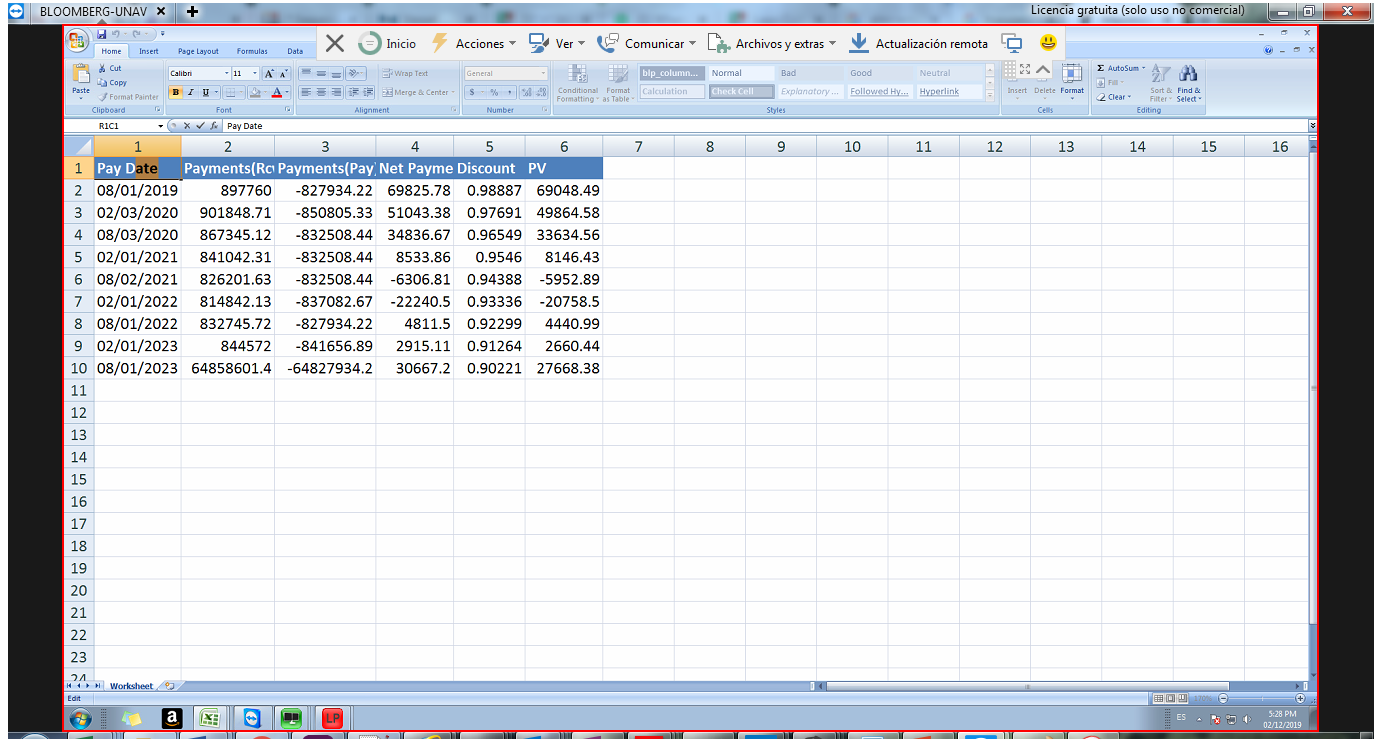 BLOOMBERG-UNAV
Licencia gratuita (solo uso no comercial)
Home Insert Page Layout Formulas Data
Inicio Acciones Ver Comunicar Archivos y extras Actualización remota
Cut
Copy
Format Painter
Paste
Clipboard
Calibri 11
B I U
Font
Wrap Text
Merge & Center
Alignment
General
$ % ,
Number
Conditional Formatting
Format as Table
blp_column... Normal Bad Good Neutral
Calculation Check Cell Explanatory ... Followed Hy... Hyperlink
Styles
Insert Delete Format
Cells
Σ AutoSum
Fill
Clear
Sort & Filter
Find & Select
Editing
R1C1 fx Pay Date
1 2 3 4 5 6 7 8 9 10 11 12 13 14 15 16
1 Pay Date Payments(Rcv Payments(Pay) Net Payme Discount PV
2 08/01/2019 897760 -827934.22 69825.78 0.98887 69048.49
3 02/03/2020 901848.71 -850805.33 51043.38 0.97691 49864.58
4 08/03/2020 867345.12 -832508.44 34836.67 0.96549 33634.56
5 02/01/2021 841042.31 -832508.44 8533.86 0.9546 8146.43
6 08/02/2021 826201.63 -832508.44 -6306.81 0.94388 -5952.89
7 02/01/2022 814842.13 -837082.67 -22240.5 0.93336 -20758.5
8 08/01/2022 832745.72 -827934.22 4811.5 0.92299 4440.99
9 02/01/2023 844572 -841656.89 2915.11 0.91264 2660.44
10 08/01/2023 64858601.4 -64827934.2 30667.2 0.90221 27668.38
11
12
13
14
15
16
17
18
19
20
21
22
23
24
Worksheet
Edit
170%
a
LP
ES
5:28 PM
02/12/2019